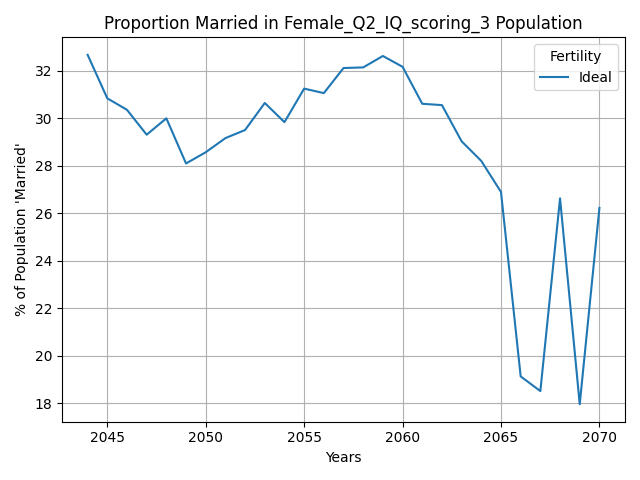 Proportion Married in Female_Q2_IQ_scoring_3 Population
Fertility
Ideal
% of Population 'Married'
32
30
28
26
24
22
20
18
2045 2050 2055 2060 2065 2070
Years